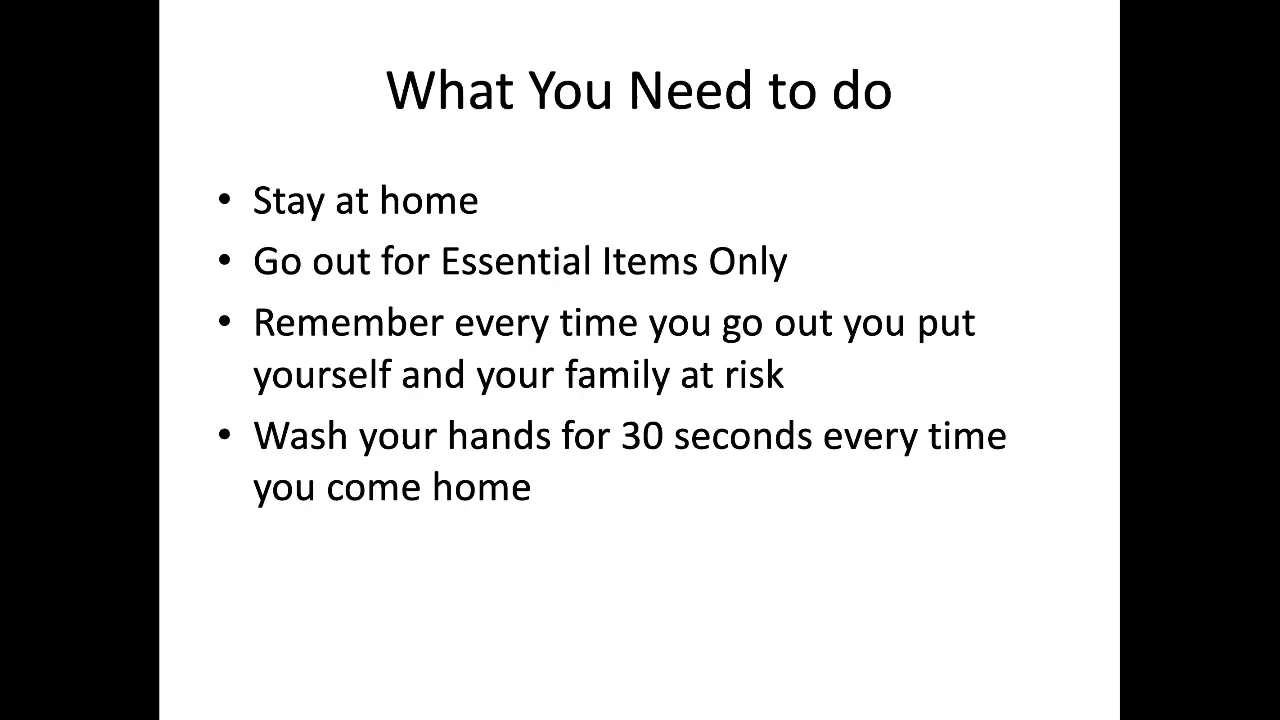 What You Need to do
• Stay at home
• Go out for Essential Items Only
• Remember every time you go out you put
yourself and your family at risk
• Wash your hands for 30 seconds every time
you come home